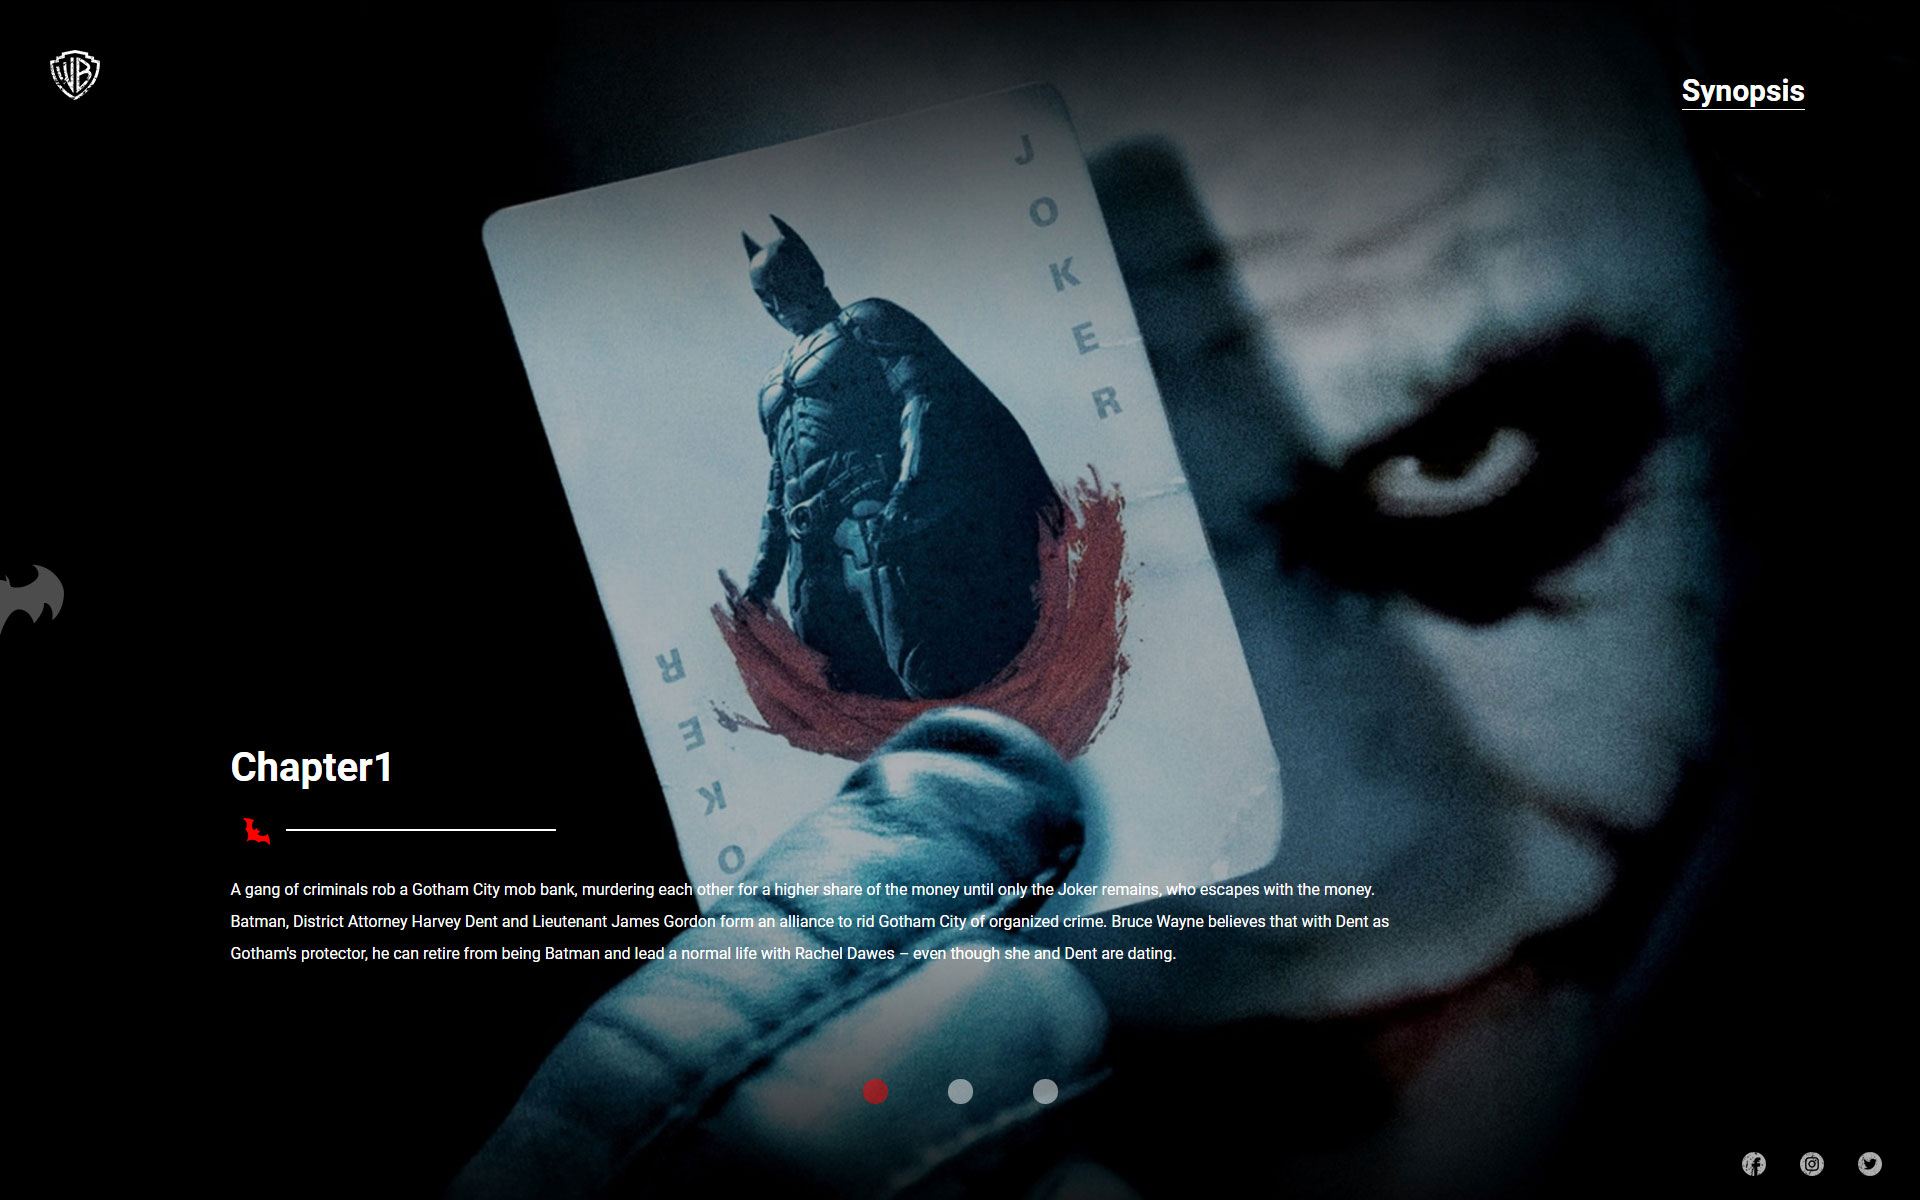 WB
Synopsis
JOKER
JOKER
Chapter1
A gang of criminals rob a Gotham City mob bank, murdering each other for a higher share of the money until only the Joker remains, who escapes with the money.
Batman, District Attorney Harvey Dent and Lieutenant James Gordon form an alliance to rid Gotham City of organized crime. Bruce Wayne believes that with Dent as
Gotham's protector, he can retire from being Batman and lead a normal life with Rachel Dawes – even though she and Dent are dating.